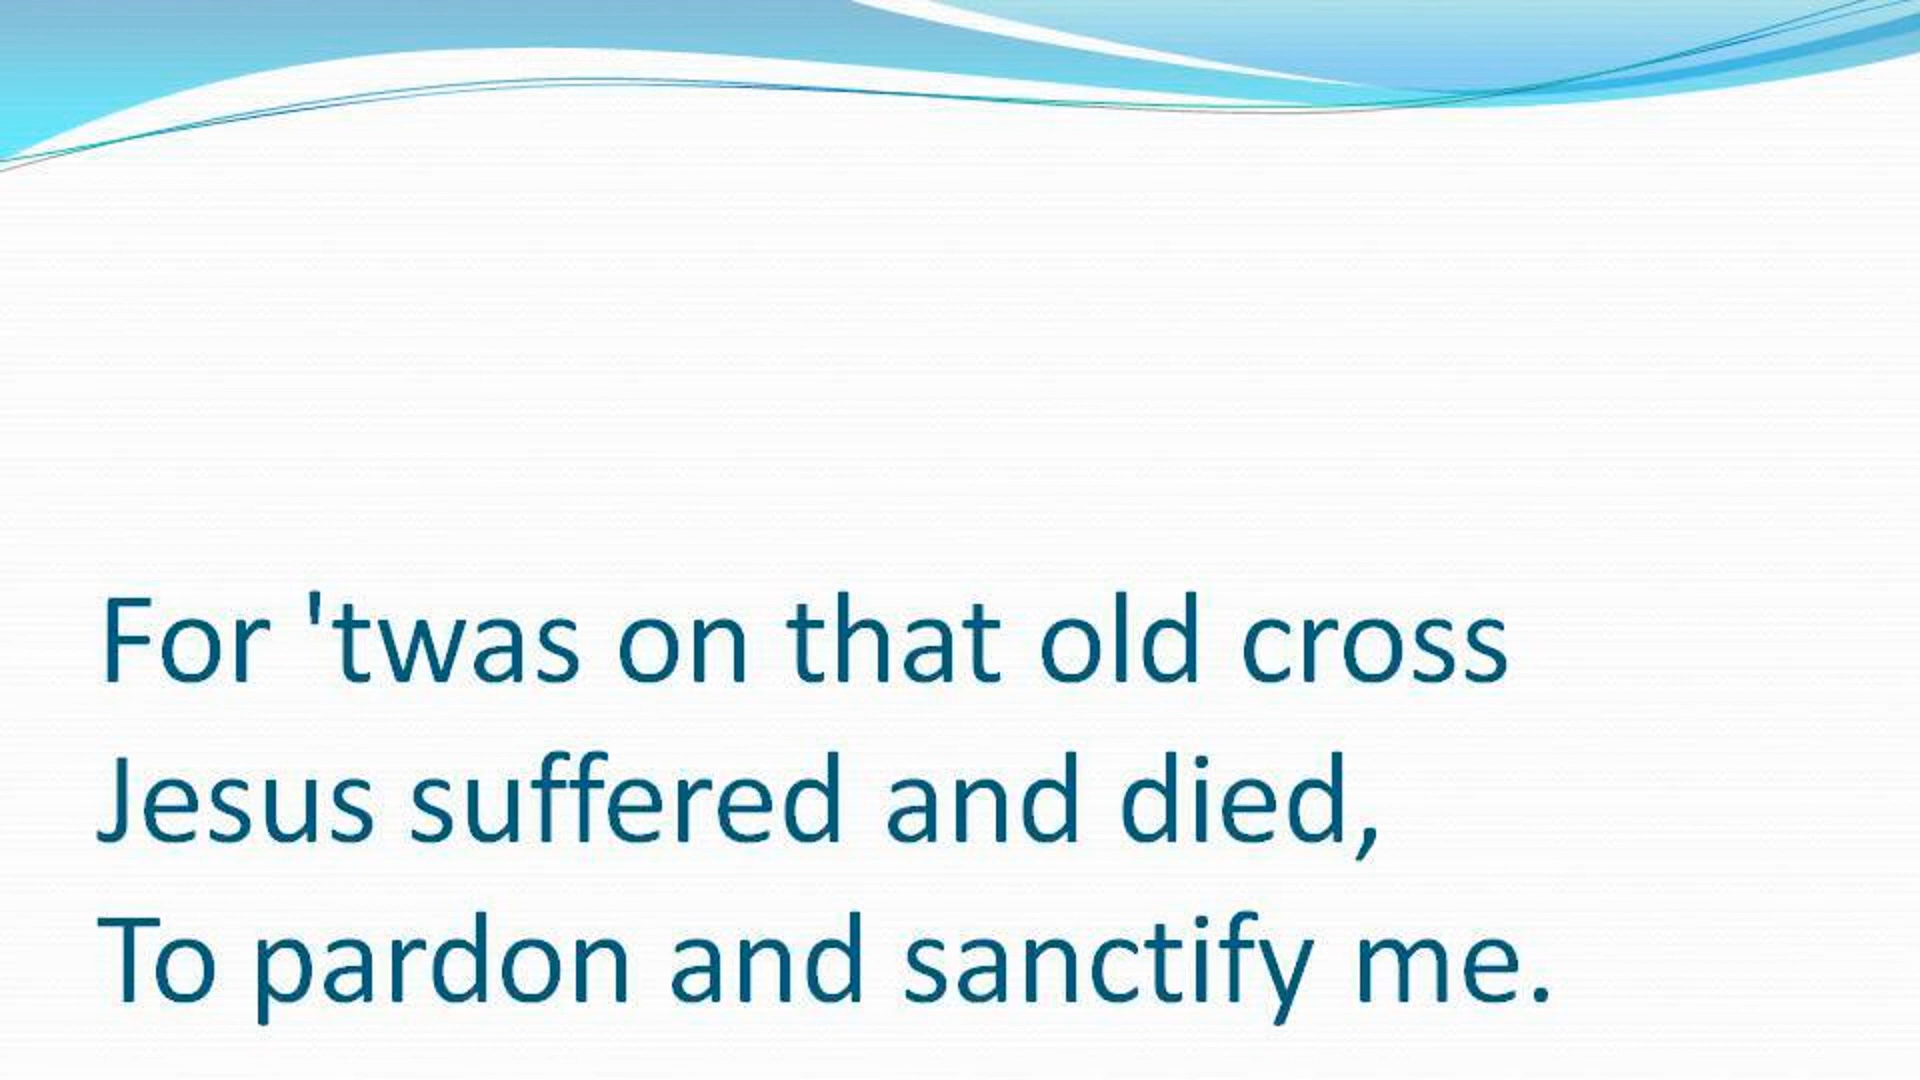 For 'twas on that old cross
Jesus suffered and died,
To pardon and sanctify me.